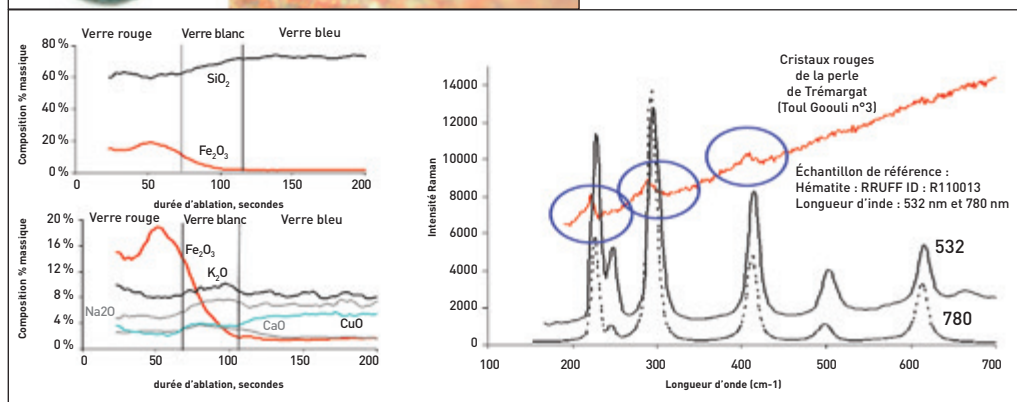 Verre rouge Verre blanc Verre bleu
Composition % massique
80 %
60 %
40 %
20 %
0 %
SiO2
Fe2O3
0 50 100 150 200
durée d'ablation, secondes
Verre rouge Verre blanc Verre bleu
Composition % massique
20 %
16 %
12 %
8 %
4 %
0 %
Fe2O3
K2O
Na2O
CaO
CuO
0 50 100 150 200
durée d'ablation, secondes
Intensité Raman
14000
12000
10000
8000
6000
4000
2000
0
Cristaux rouges
de la perle
de Trémargat
(Toul Goouli n°3)
Échantillon de référence :
Hématite : RRUFF ID : R110013
Longueur d'inde : 532 nm et 780 nm
532
780
100 200 300 400 500 600 700
Longueur d'onde (cm-1)